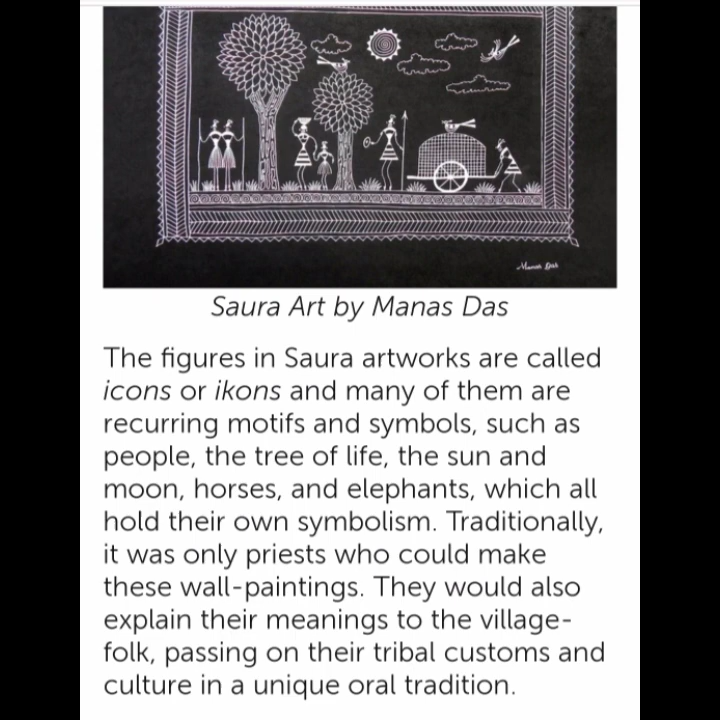 Manas Das
Saura Art by Manas Das
The figures in Saura artworks are called
icons or ikons and many of them are
recurring motifs and symbols, such as
people, the tree of life, the sun and
moon, horses, and elephants, which all
hold their own symbolism. Traditionally,
it was only priests who could make
these wall-paintings. They would also
explain their meanings to the village-
folk, passing on their tribal customs and
culture in a unique oral tradition.